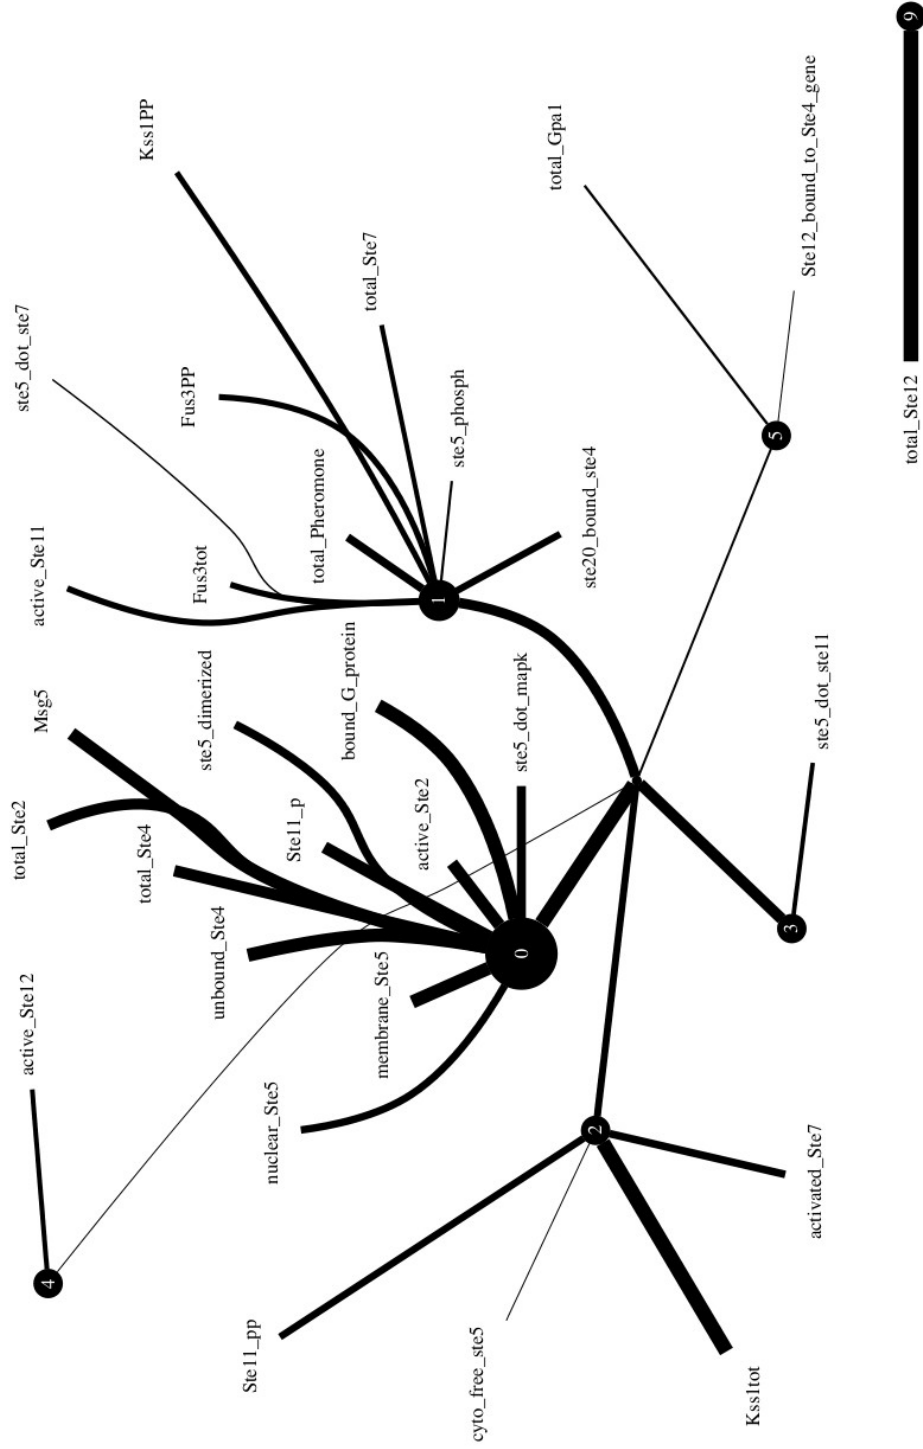 Kss1PP
total_Gpa1
Ste12_bound_to_Ste4_gene
9
total_Ste7
ste5_dot_ste7
Fus3PP
ste5_phosph
total_Ste12
5
total_Pheromone
ste20_bound_ste4
active_Ste11
Fus3tot
1
Msg5
ste5_dimerized
bound_G_protein
ste5_dot_mapk
ste5_dot_ste11
total_Ste2
total_Ste4
Ste11_p
active_Ste2
unbound_Ste4
membrane_Ste5
0
3
active_Ste12
nuclear_Ste5
2
activated_Ste7
4
Ste11_pp
cyto_free_ste5
Kss1tot